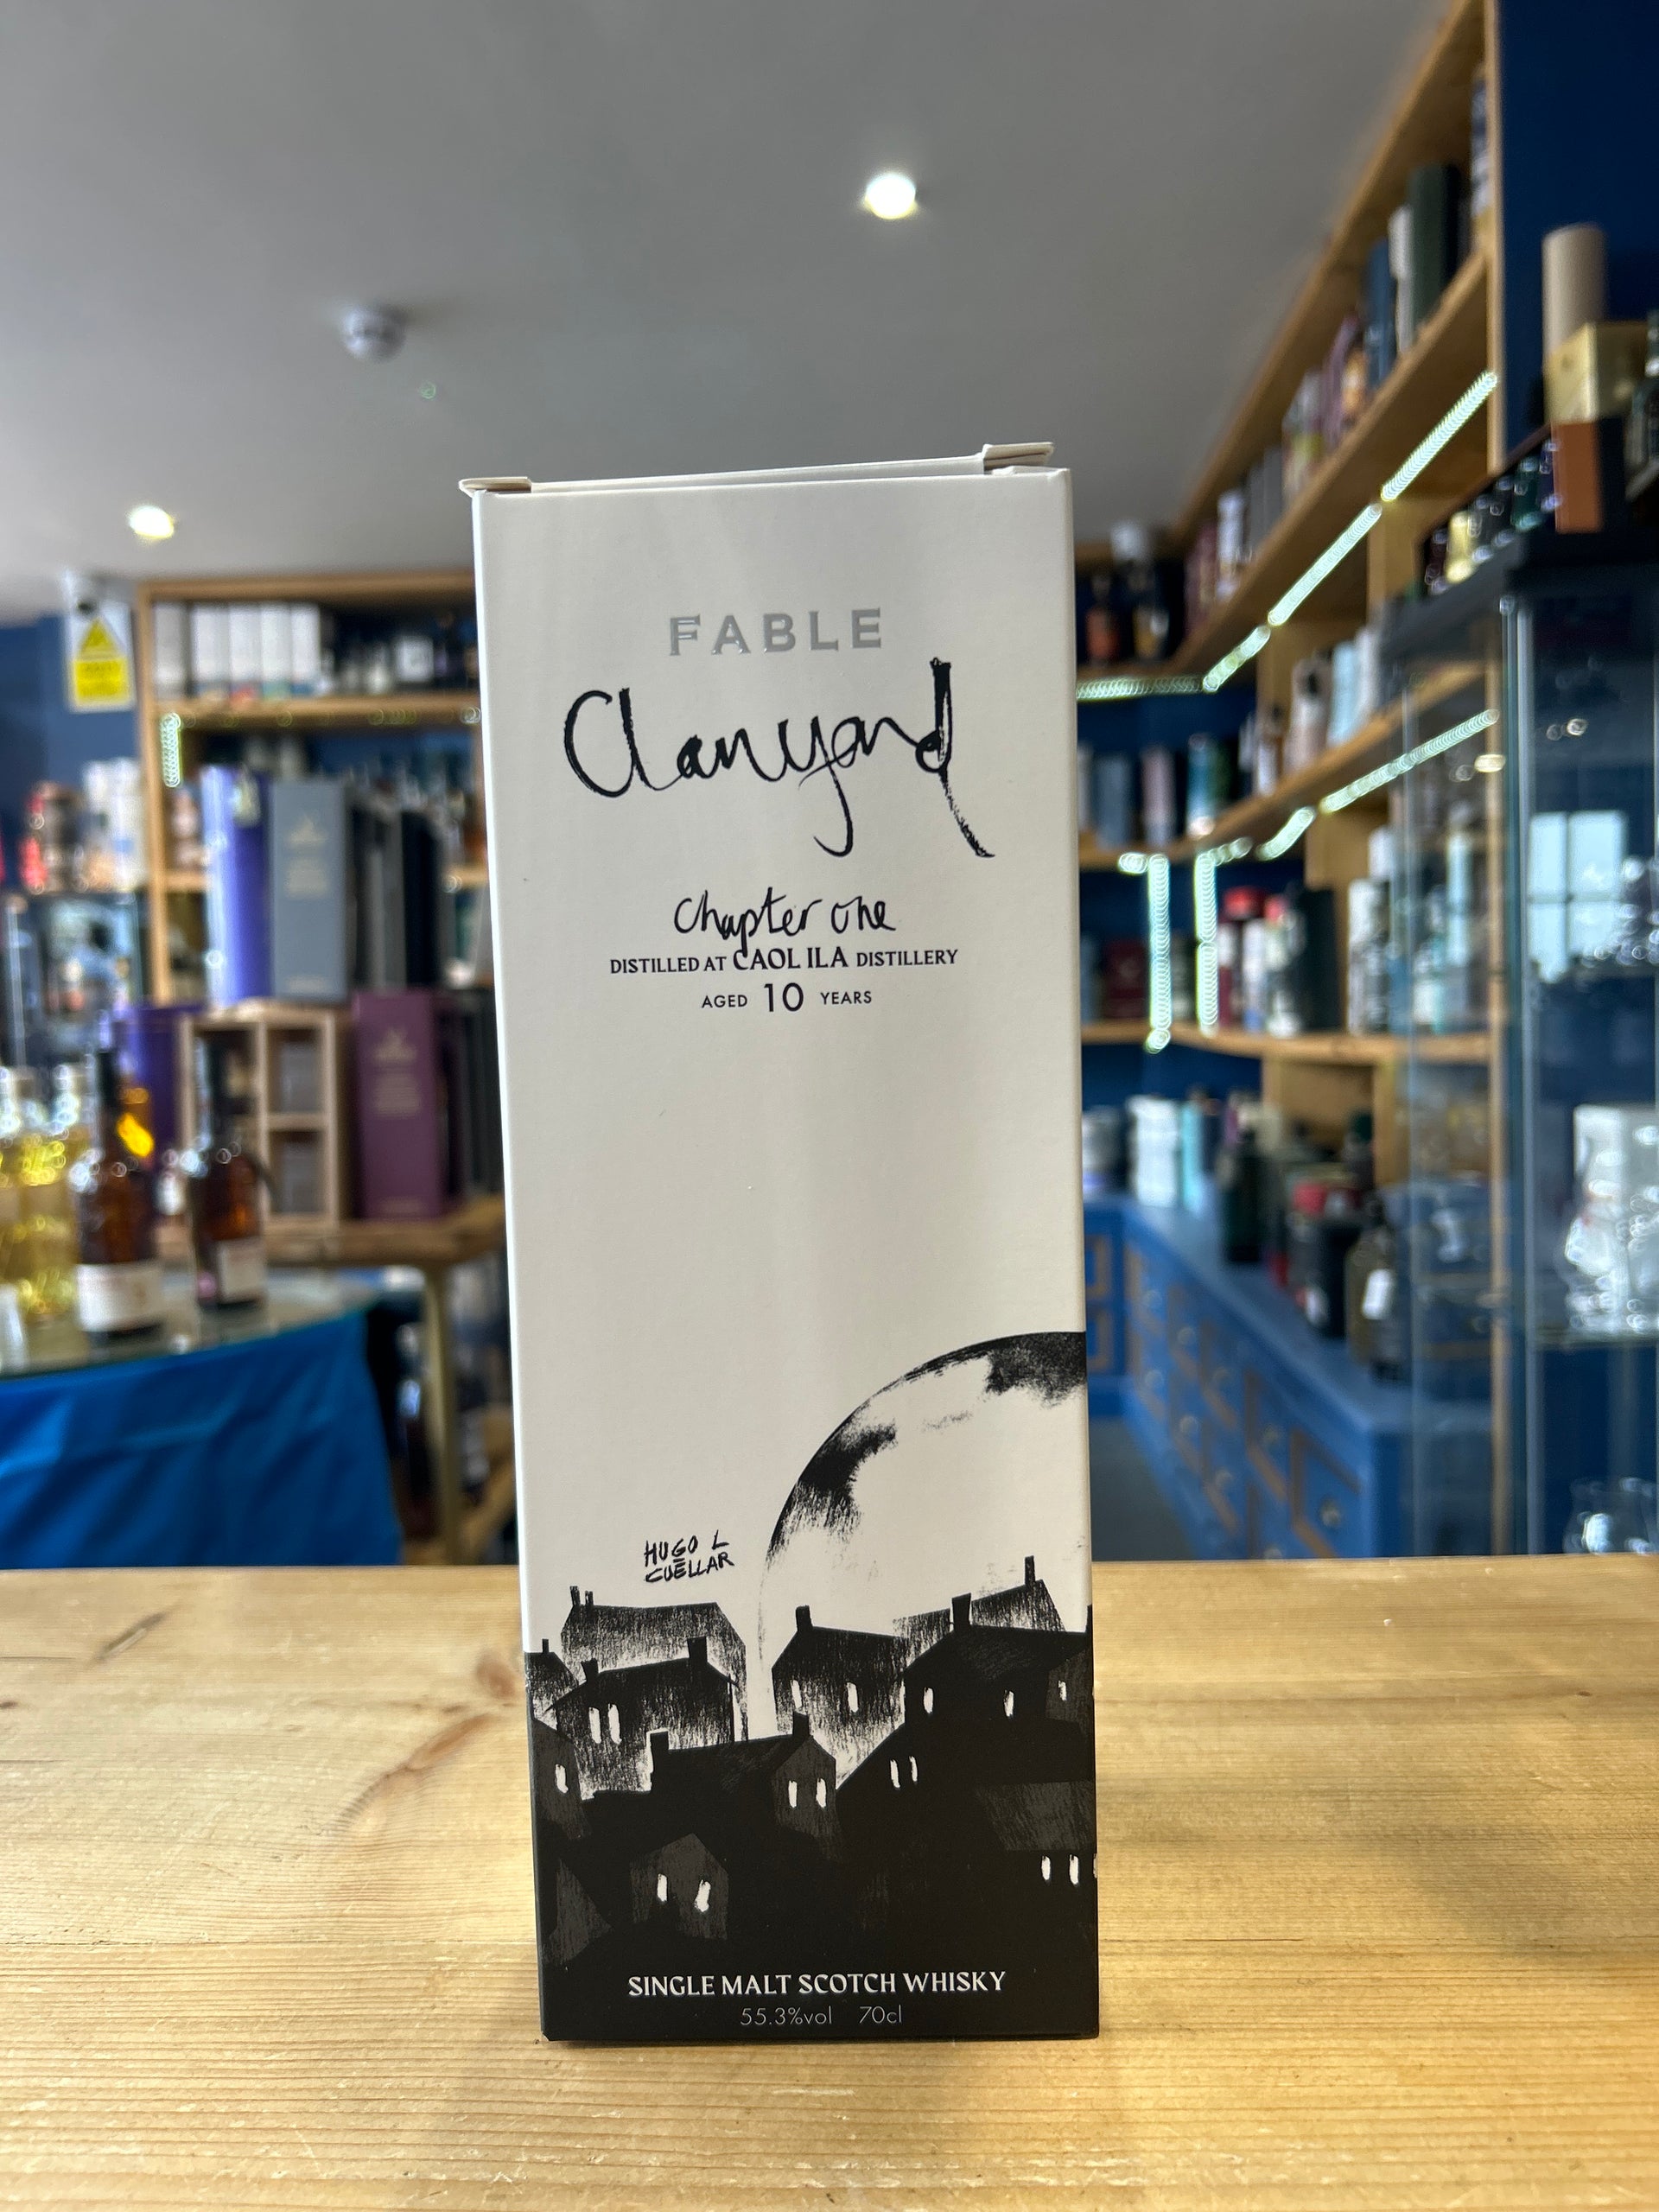 FABLE
Clanyard
Chapter one
DISTILLED AT CAOL ILA DISTILLERY
AGED 10 YEARS
HUGO L
CUËLLAR
SINGLE MALT SCOTCH WHISKY
55.3%vol 70cl